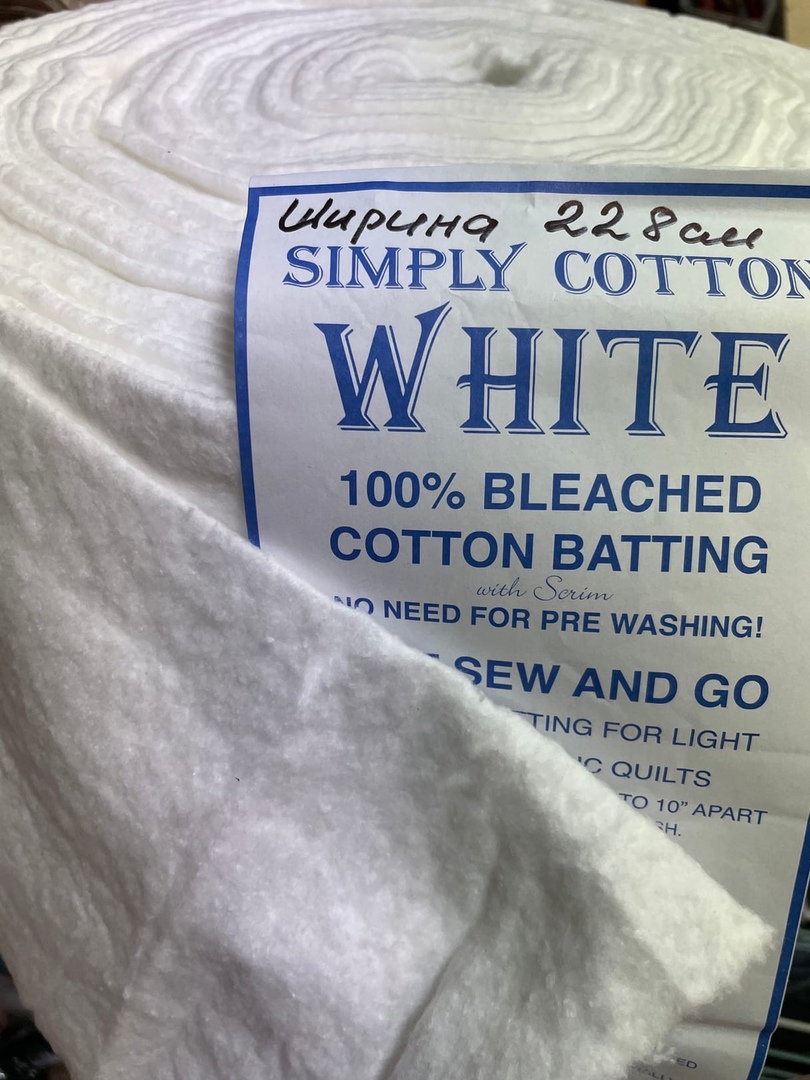 Ширина 228см
SIMPLY COTTON
WHITE
100% BLEACHED
COTTON BATTING
with Scrim
NO NEED FOR PRE WASHING!
SEW AND GO
FOR LIGHT
QUILTS
TO 10” APART